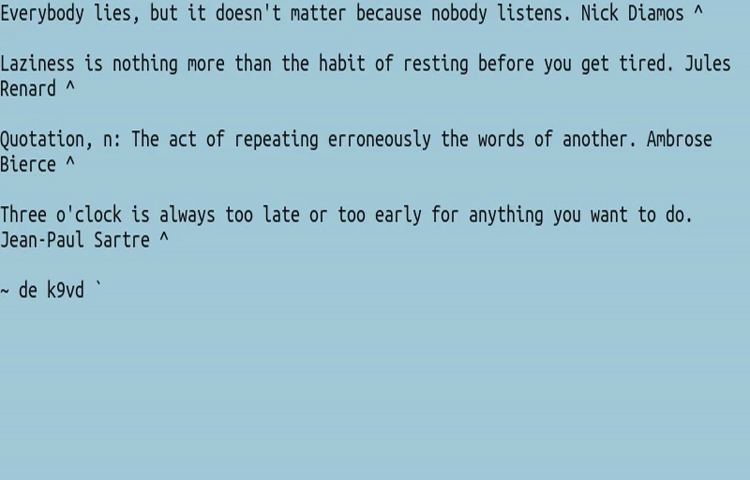 Everybody lies, but it doesn't matter because nobody listens. Nick Diamos ^
Laziness is nothing more than the habit of resting before you get tired. Jules
Renard ^
Quotation, n: The act of repeating erroneously the words of another. Ambrose
Bierce ^
Three o'clock is always too late or too early for anything you want to do.
Jean-Paul Sartre ^
~ de k9vd `